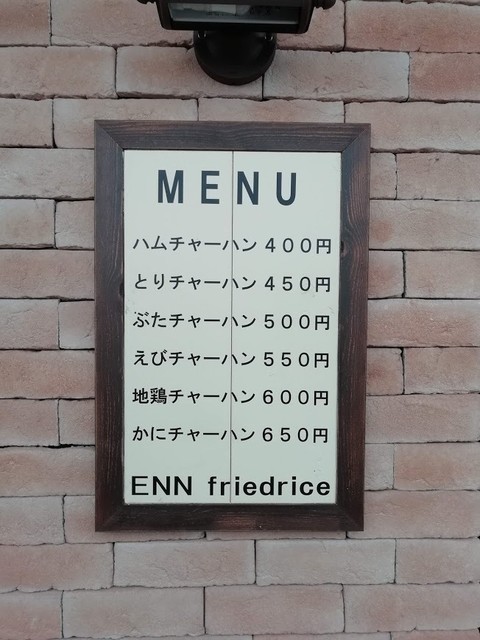 MENU
ハムチャーハン 400円
とりチャーハン 450円
ぶたチャーハン 500円
えびチャーハン 550円
地鶏チャーハン 600円
かにチャーハン 650円
ENN friedrice